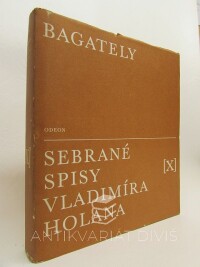 BAGATELY
ODEON
SEBRANÉ [X]
SPISY
VLADIMÍRA
HOLANA
ANTIKVARIÁT DIVIŠ